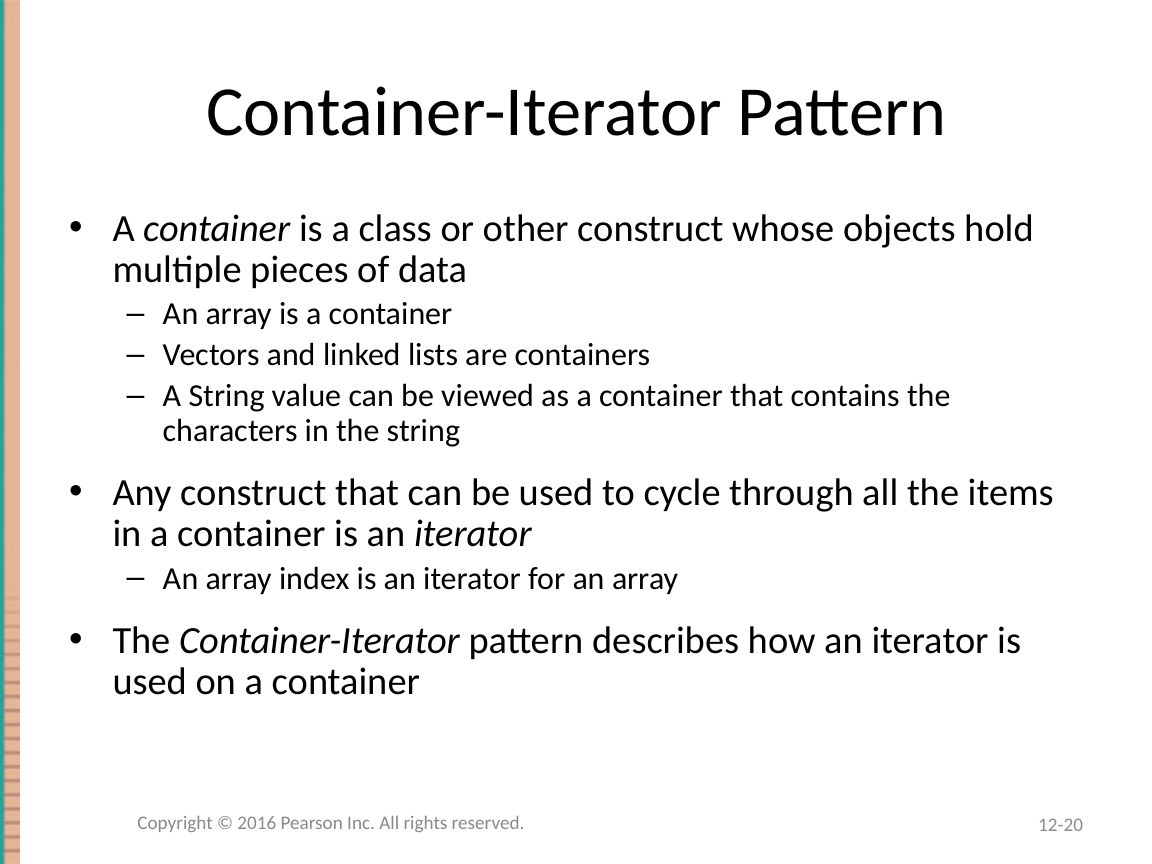 Container-Iterator Pattern
• A container is a class or other construct whose objects hold
multiple pieces of data
– An array is a container
– Vectors and linked lists are containers
– A String value can be viewed as a container that contains the
characters in the string
• Any construct that can be used to cycle through all the items
in a container is an iterator
– An array index is an iterator for an array
• The Container-Iterator pattern describes how an iterator is
used on a container
Copyright © 2016 Pearson Inc. All rights reserved.
12-20